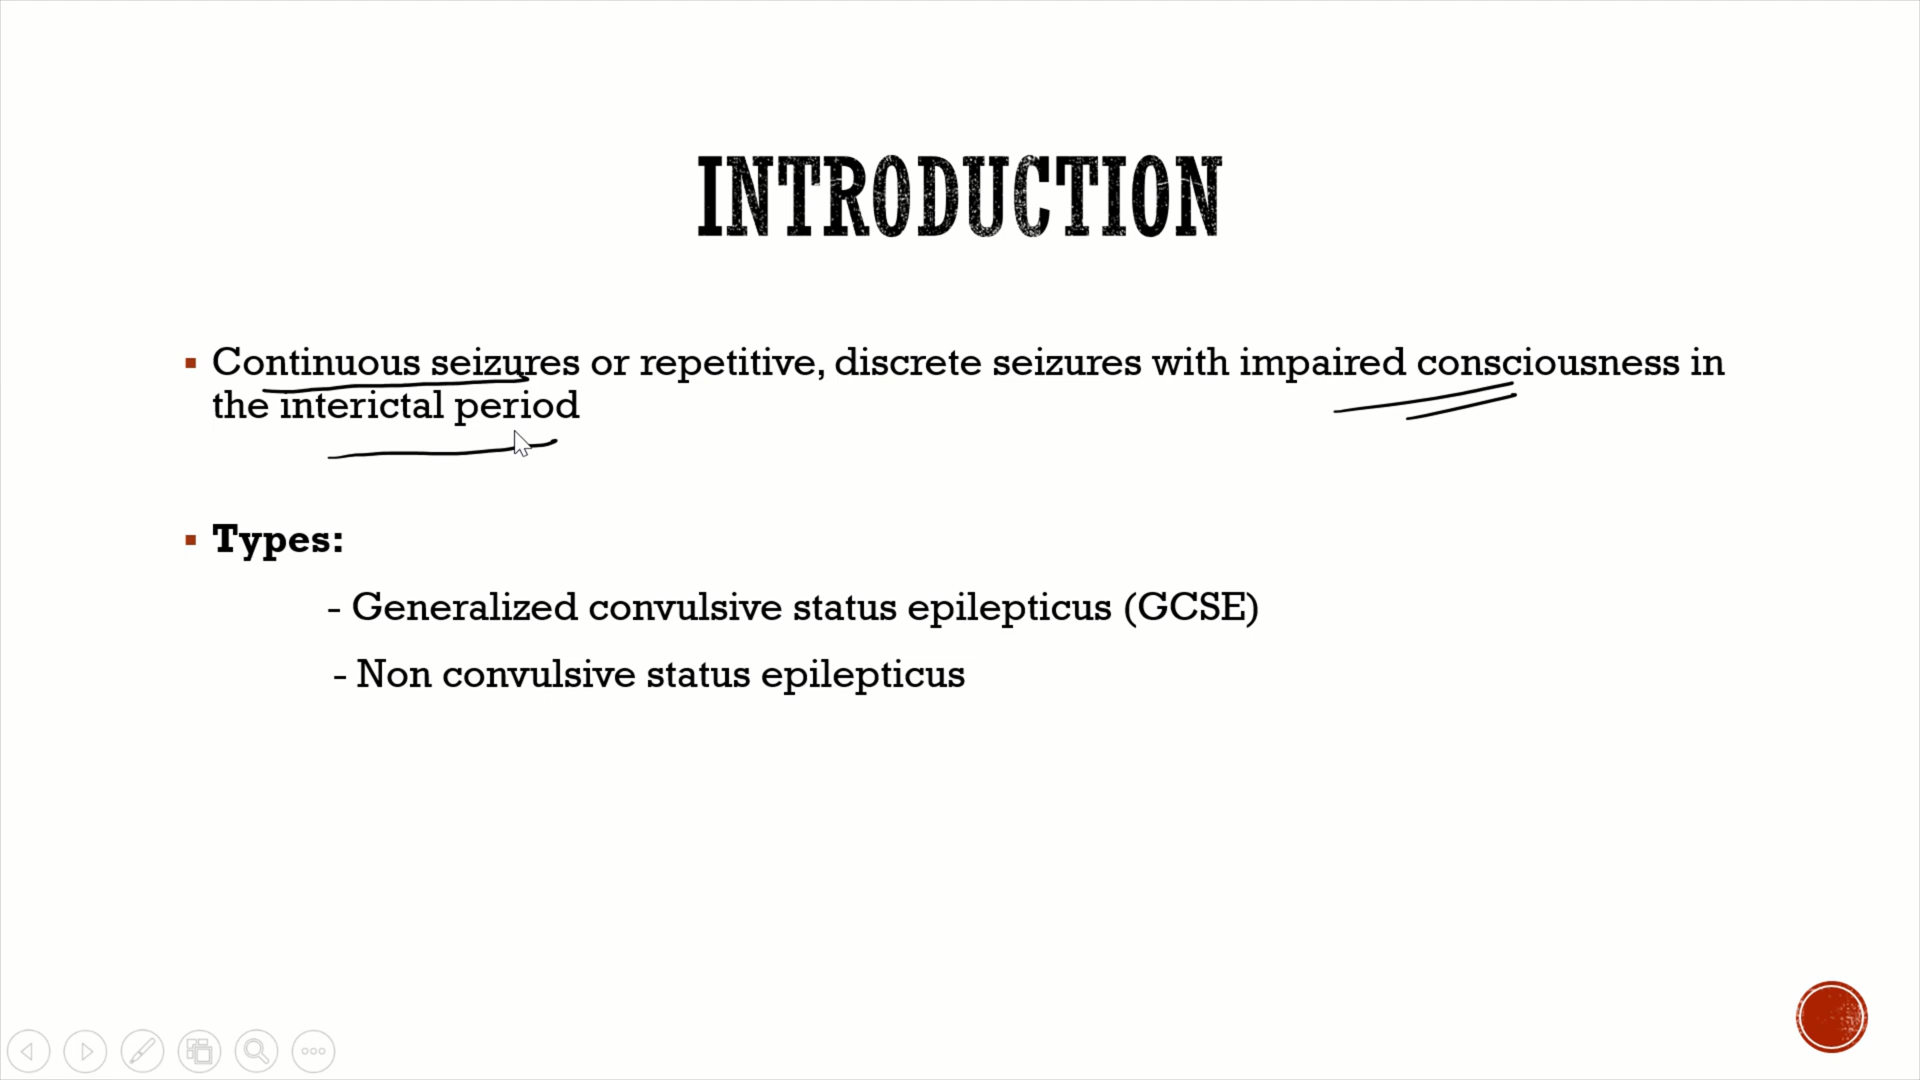 INTRODUCTION
Continuous seizures or repetitive, discrete seizures with impaired consciousness in
the interictal period
Types:
- Generalized convulsive status epilepticus (GCSE)
- Non convulsive status epilepticus